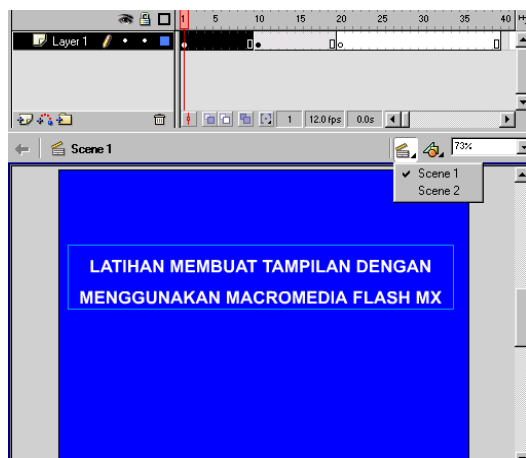 1 5 10 15 20 25 30 35 40
Layer 1
1 12.0 fps 0.0s
Scene 1
73%
Scene 1
Scene 2
LATIHAN MEMBUAT TAMPILAN DENGAN
MENGGUNAKAN MACROMEDIA FLASH MX